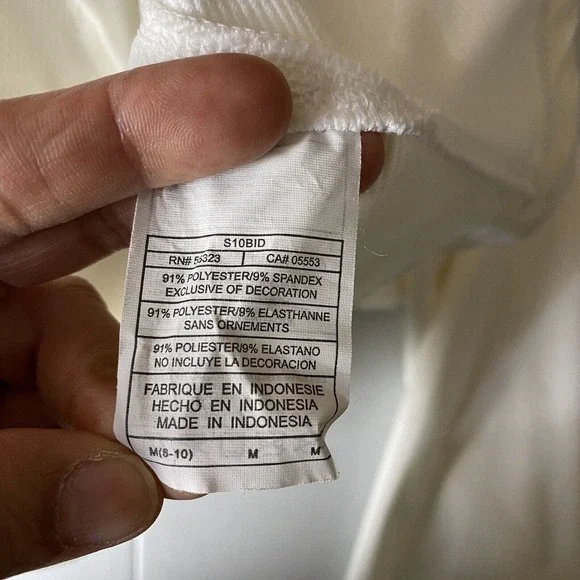 S10BID
RN# 56323 CA# 05553
91% POLYESTER/9% SPANDEX
EXCLUSIVE OF DECORATION
91% POLYESTER/9% ELASTHANNE
SANS ORNEMENTS
91% POLIESTER/9% ELASTANO
NO INCLUYE LA DECORACION
FABRIQUE EN INDONESIE
HECHO EN INDONESIA
MADE IN INDONESIA
M(8-10) M M